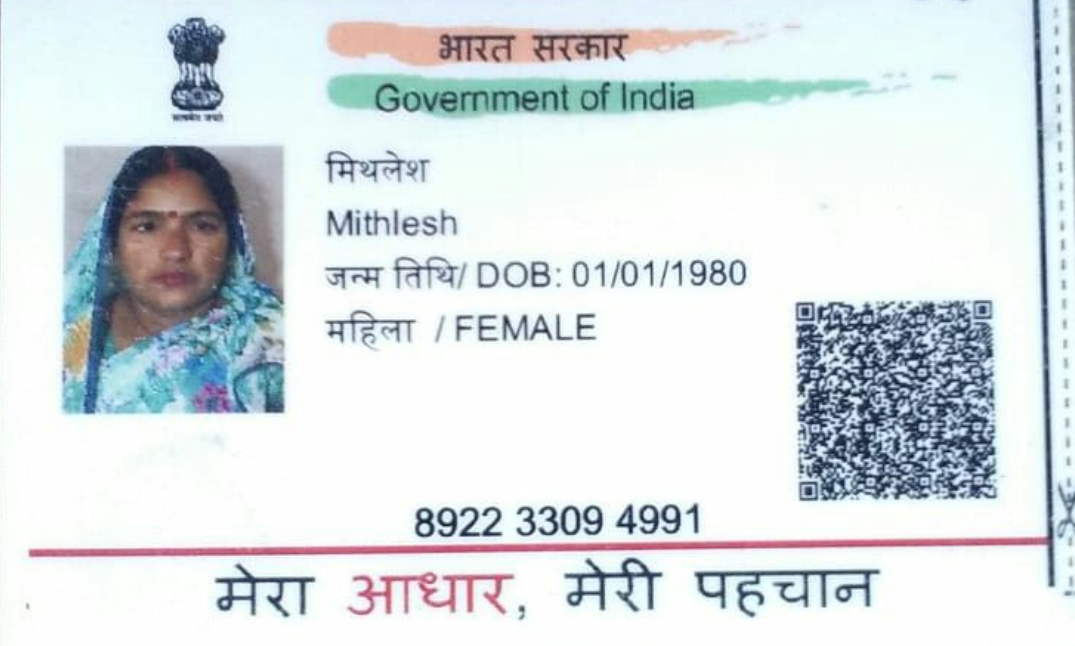 भारत सरकार
Government of India
सत्यमेव जयते
मिथलेश
Mithlesh
जन्म तिथि/ DOB: 01/01/1980
महिला / FEMALE
8922 3309 4991
मेरा आधार, मेरी पहचान